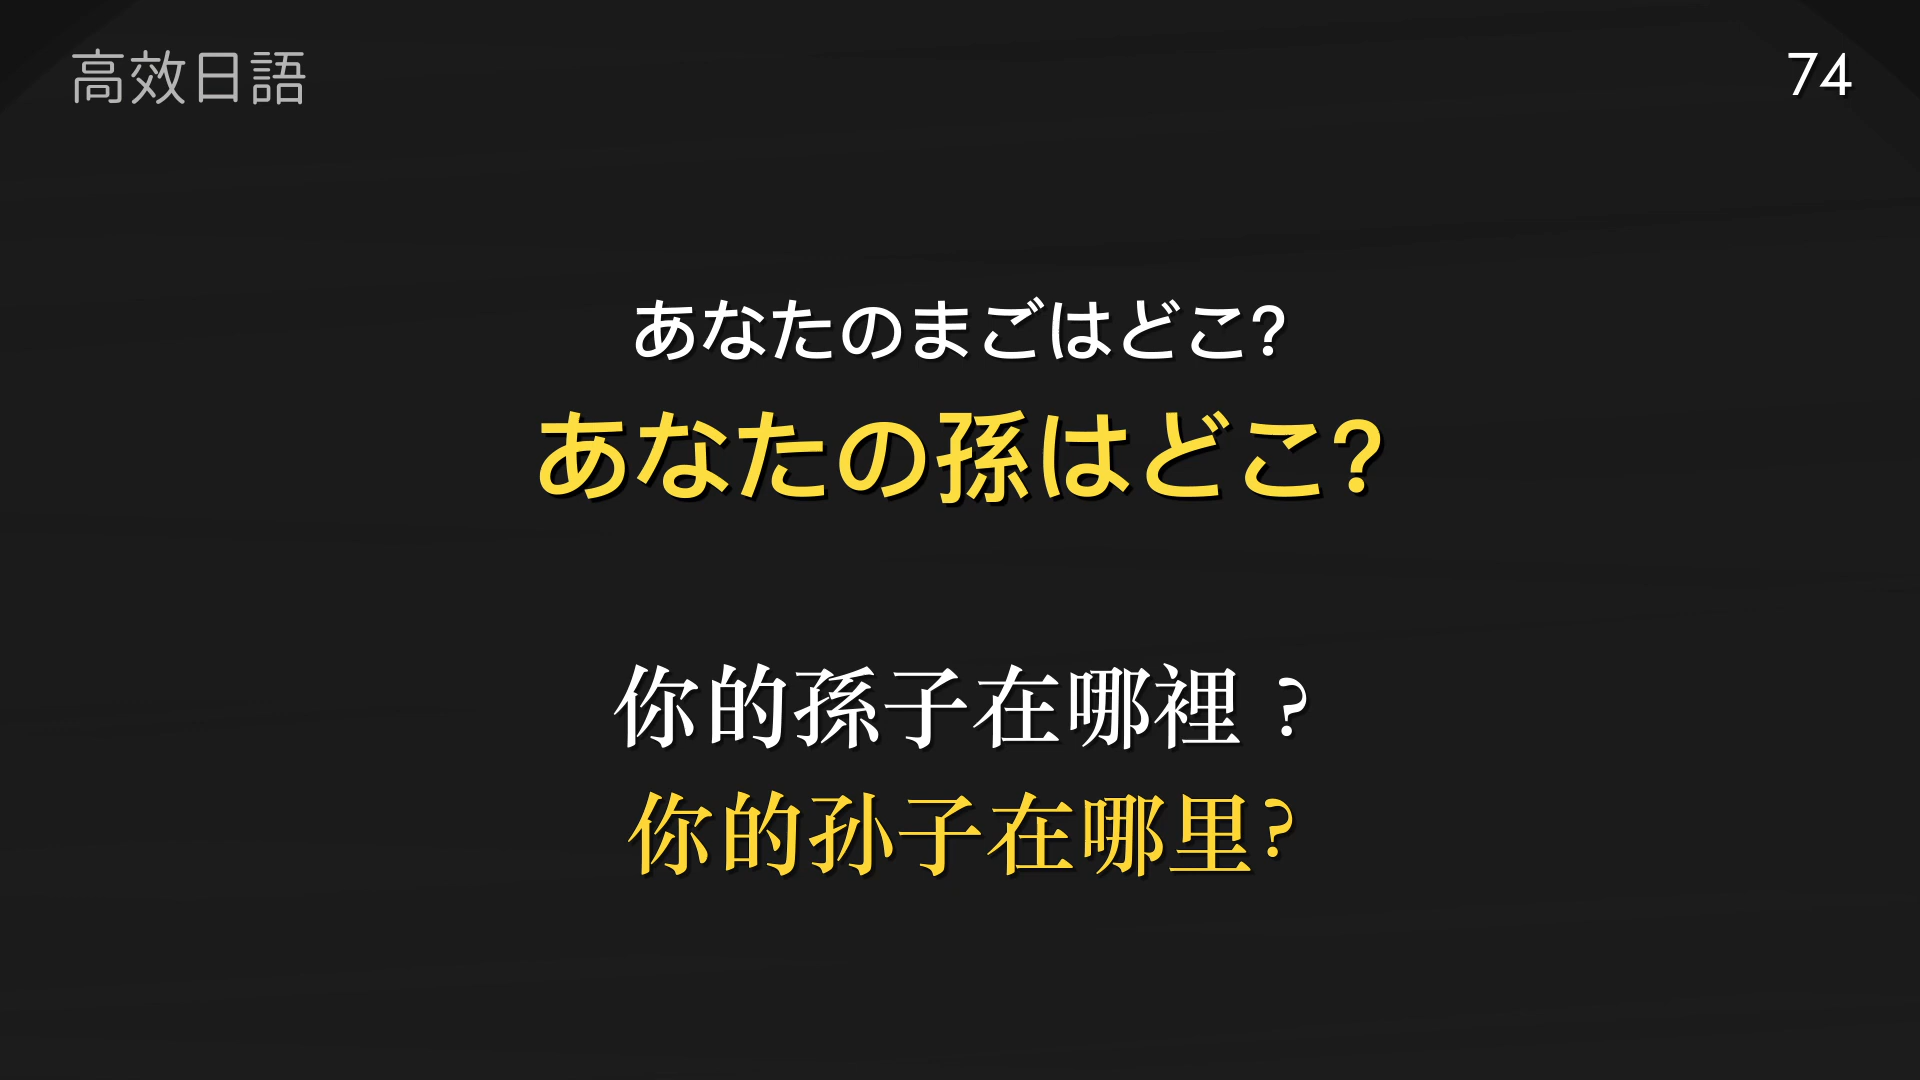 高效日語
74
あなたのまごはどこ?
あなたの孫はどこ?
你的孫子在哪裡？
你的孙子在哪里?